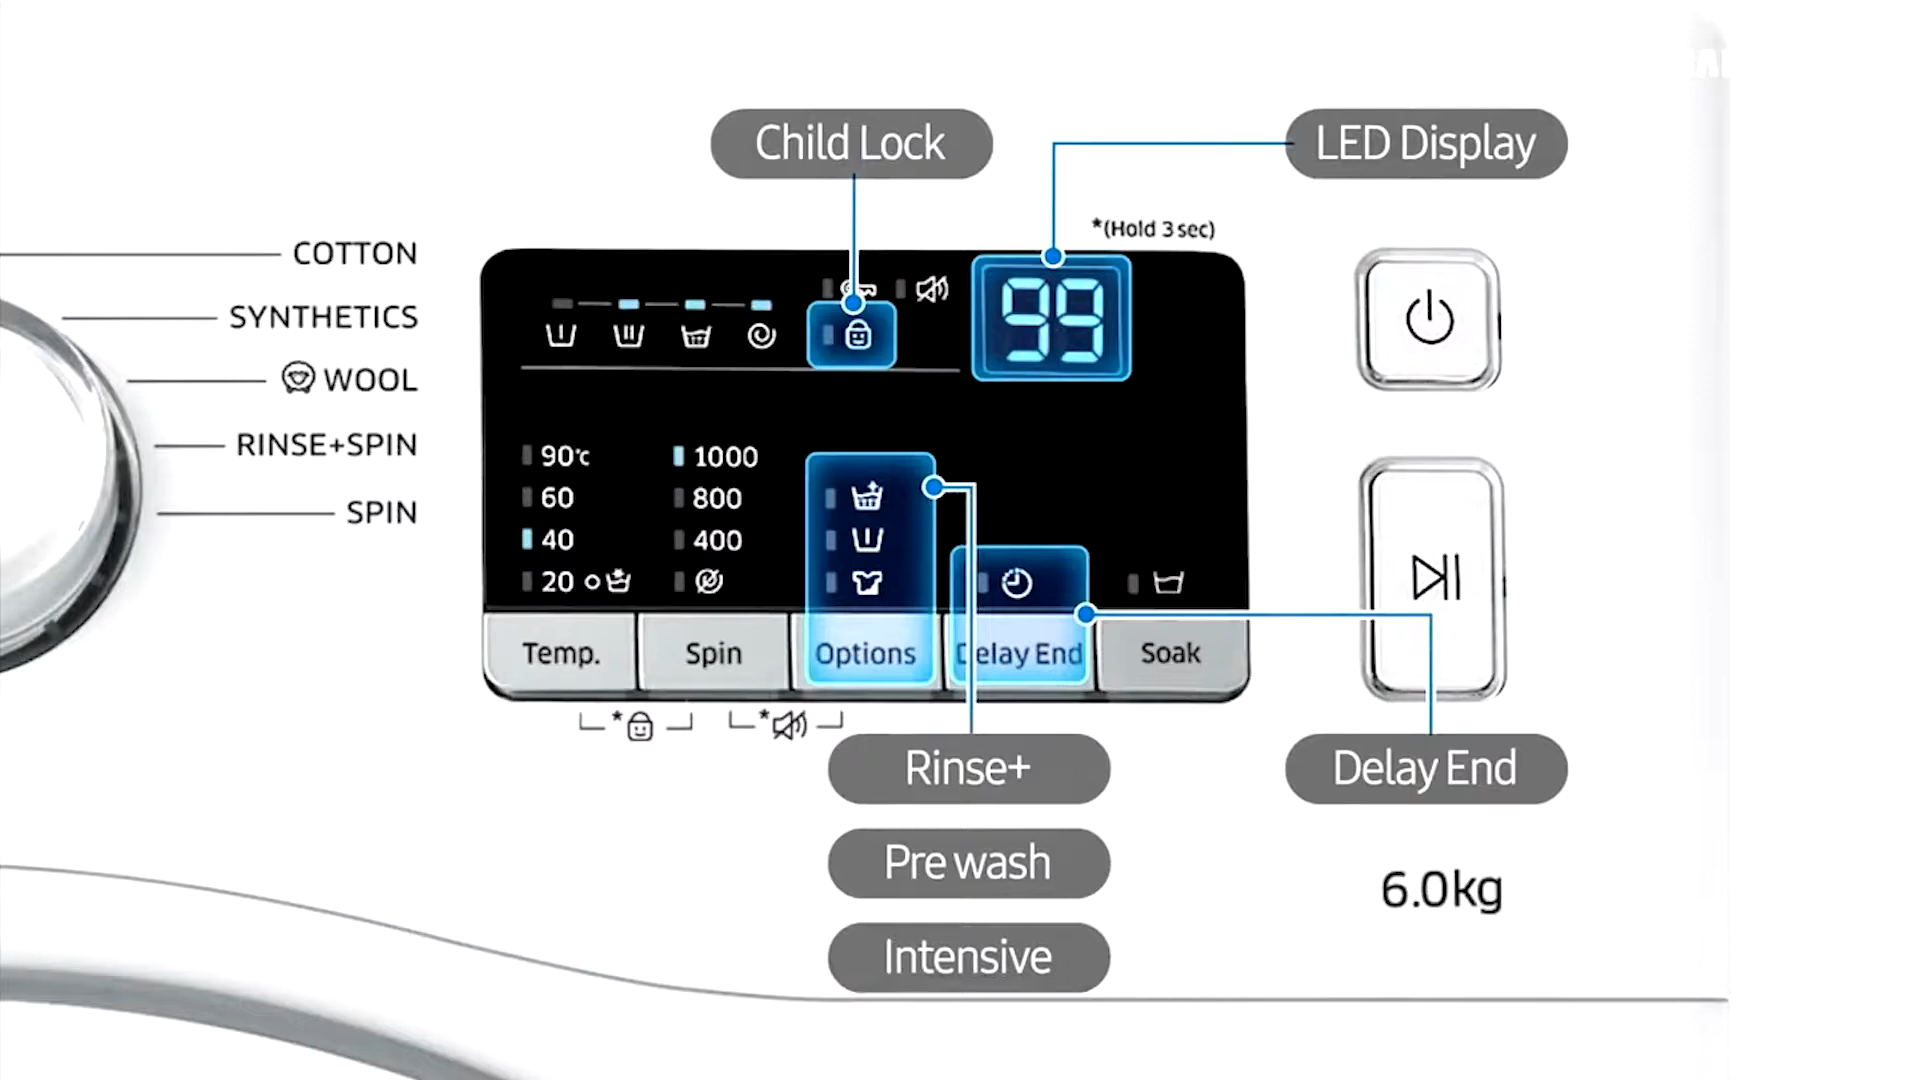 Child Lock
LED Display
*(Hold 3 sec)
COTTON
SYNTHETICS
WOOL
RINSE+SPIN
SPIN
99
90℃
60
40
20
1000
800
400
Temp.
Spin
Options
Delay End
Soak
*
*
Rinse+
Delay End
Pre wash
Intensive
6.0kg